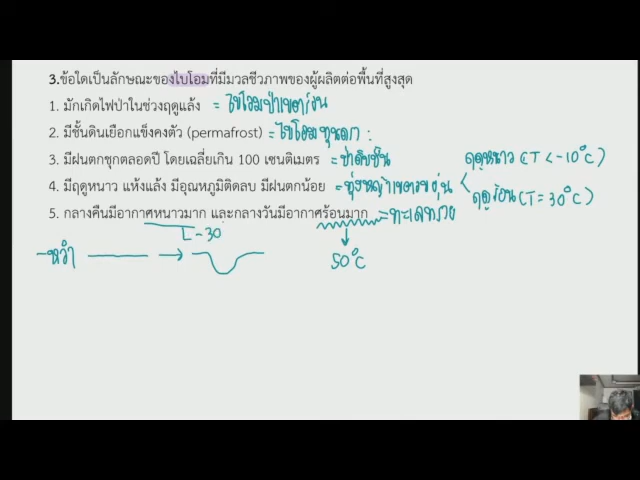 3.ข้อใดเป็นลักษณะของไบโอมที่มีมวลชีวภาพของผู้ผลิตต่อพื้นที่สูงสุด
1. มักเกิดไฟป่าในช่วงฤดูแล้ง = ไบโอมป่าเขตร้อน
2. มีชั้นดินเยือกแข็งคงตัว (permafrost) = ไบโอมทุนดรา :
3. มีฝนตกชุกตลอดปี โดยเฉลี่ยเกิน 100 เซนติเมตร = ป่าดิบชื้น ฤดูหนาว (T < -10°C)
4. มีฤดูหนาว แห้งแล้ง มีอุณหภูมิติดลบ มีฝนตกน้อย = ทุ่งหญ้าเขตอบอุ่น < ฤดูร้อน (T = 30°C)
5. กลางคืนมีอากาศหนาวมาก และกลางวันมีอากาศร้อนมาก = ทะเลทราย
-30
50°C